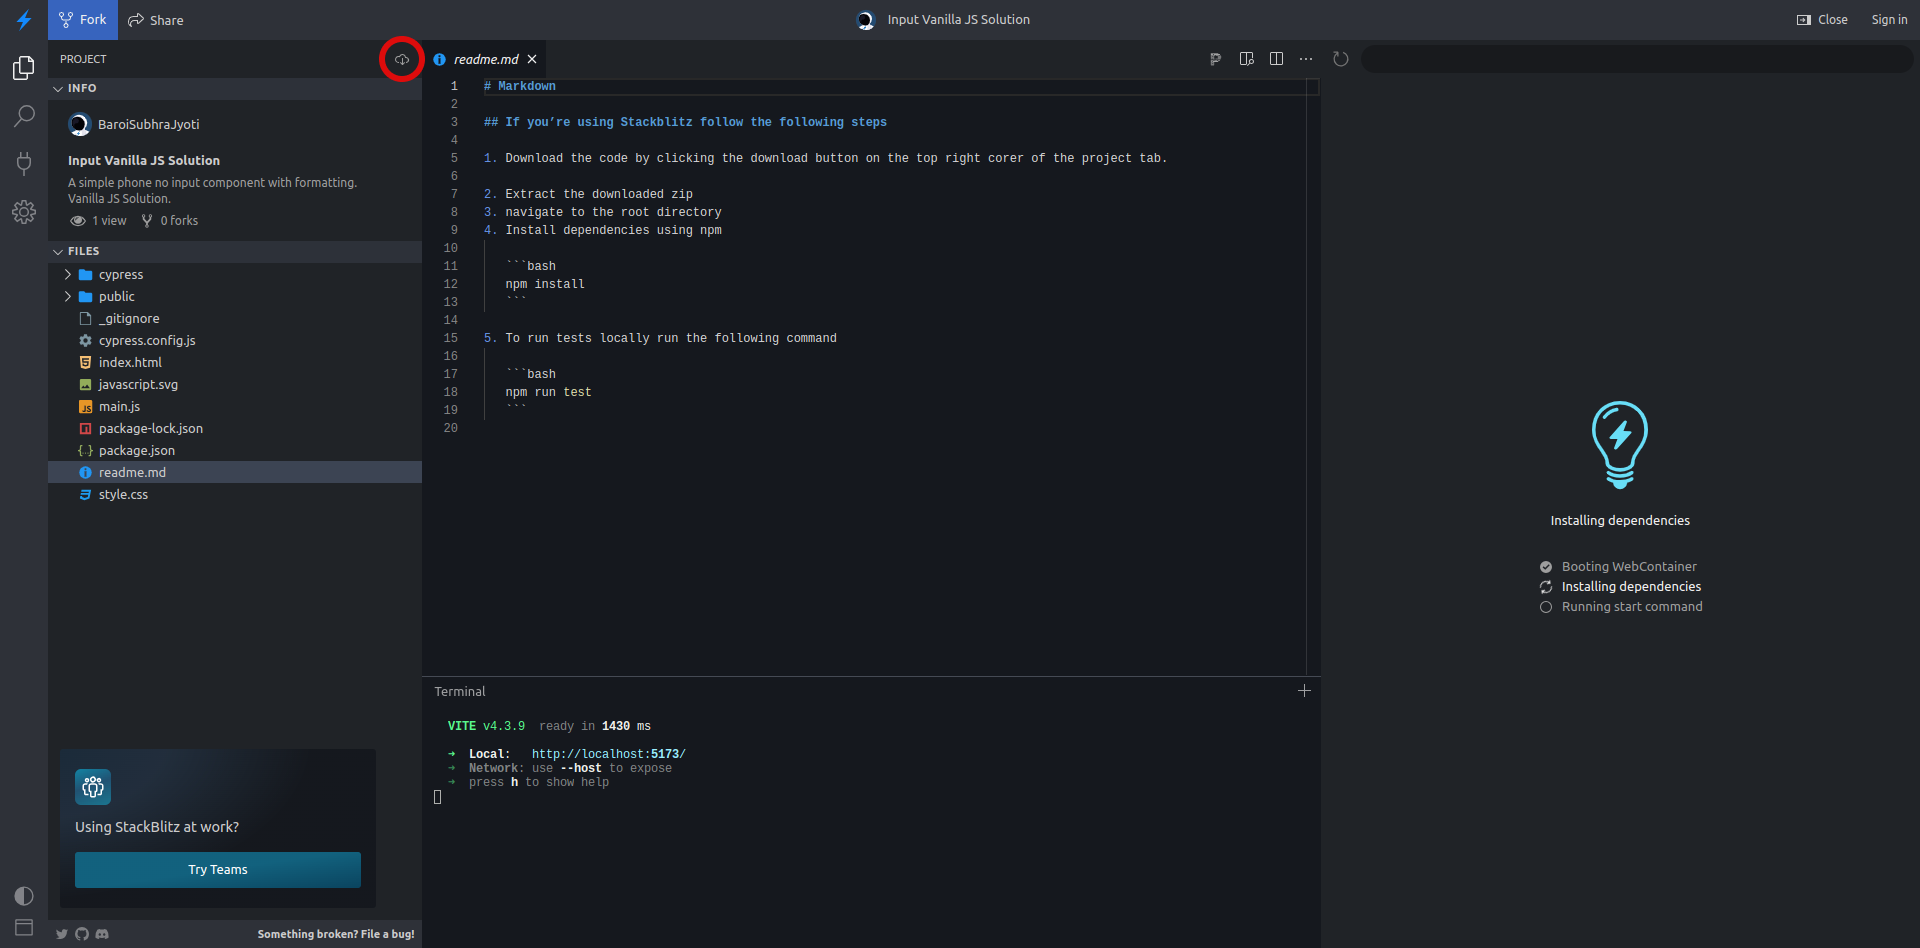 Fork
Share
Input Vanilla JS Solution
Close
Sign in
PROJECT
readme.md
INFO
BaroiSubhraJyoti
Input Vanilla JS Solution
A simple phone no input component with formatting.
Vanilla JS Solution.
1 view
0 forks
FILES
cypress
public
_gitignore
cypress.config.js
index.html
javascript.svg
JS main.js
package-lock.json
{..} package.json
readme.md
style.css
Using StackBlitz at work?
Try Teams
Something broken? File a bug!
1 # Markdown
2
3 ## If you’re using Stackblitz follow the following steps
4
5 1. Download the code by clicking the download button on the top right corer of the project tab.
6
7 2. Extract the downloaded zip
8 3. navigate to the root directory
9 4. Install dependencies using npm
10
11 ```bash
12 npm install
13 ```
14
15 5. To run tests locally run the following command
16
17 ```bash
18 npm run test
19 ```
20
Terminal
VITE v4.3.9 ready in 1430 ms
➜ Local: http://localhost:5173/
➜ Network: use --host to expose
➜ press h to show help
Installing dependencies
Booting WebContainer
Installing dependencies
Running start command